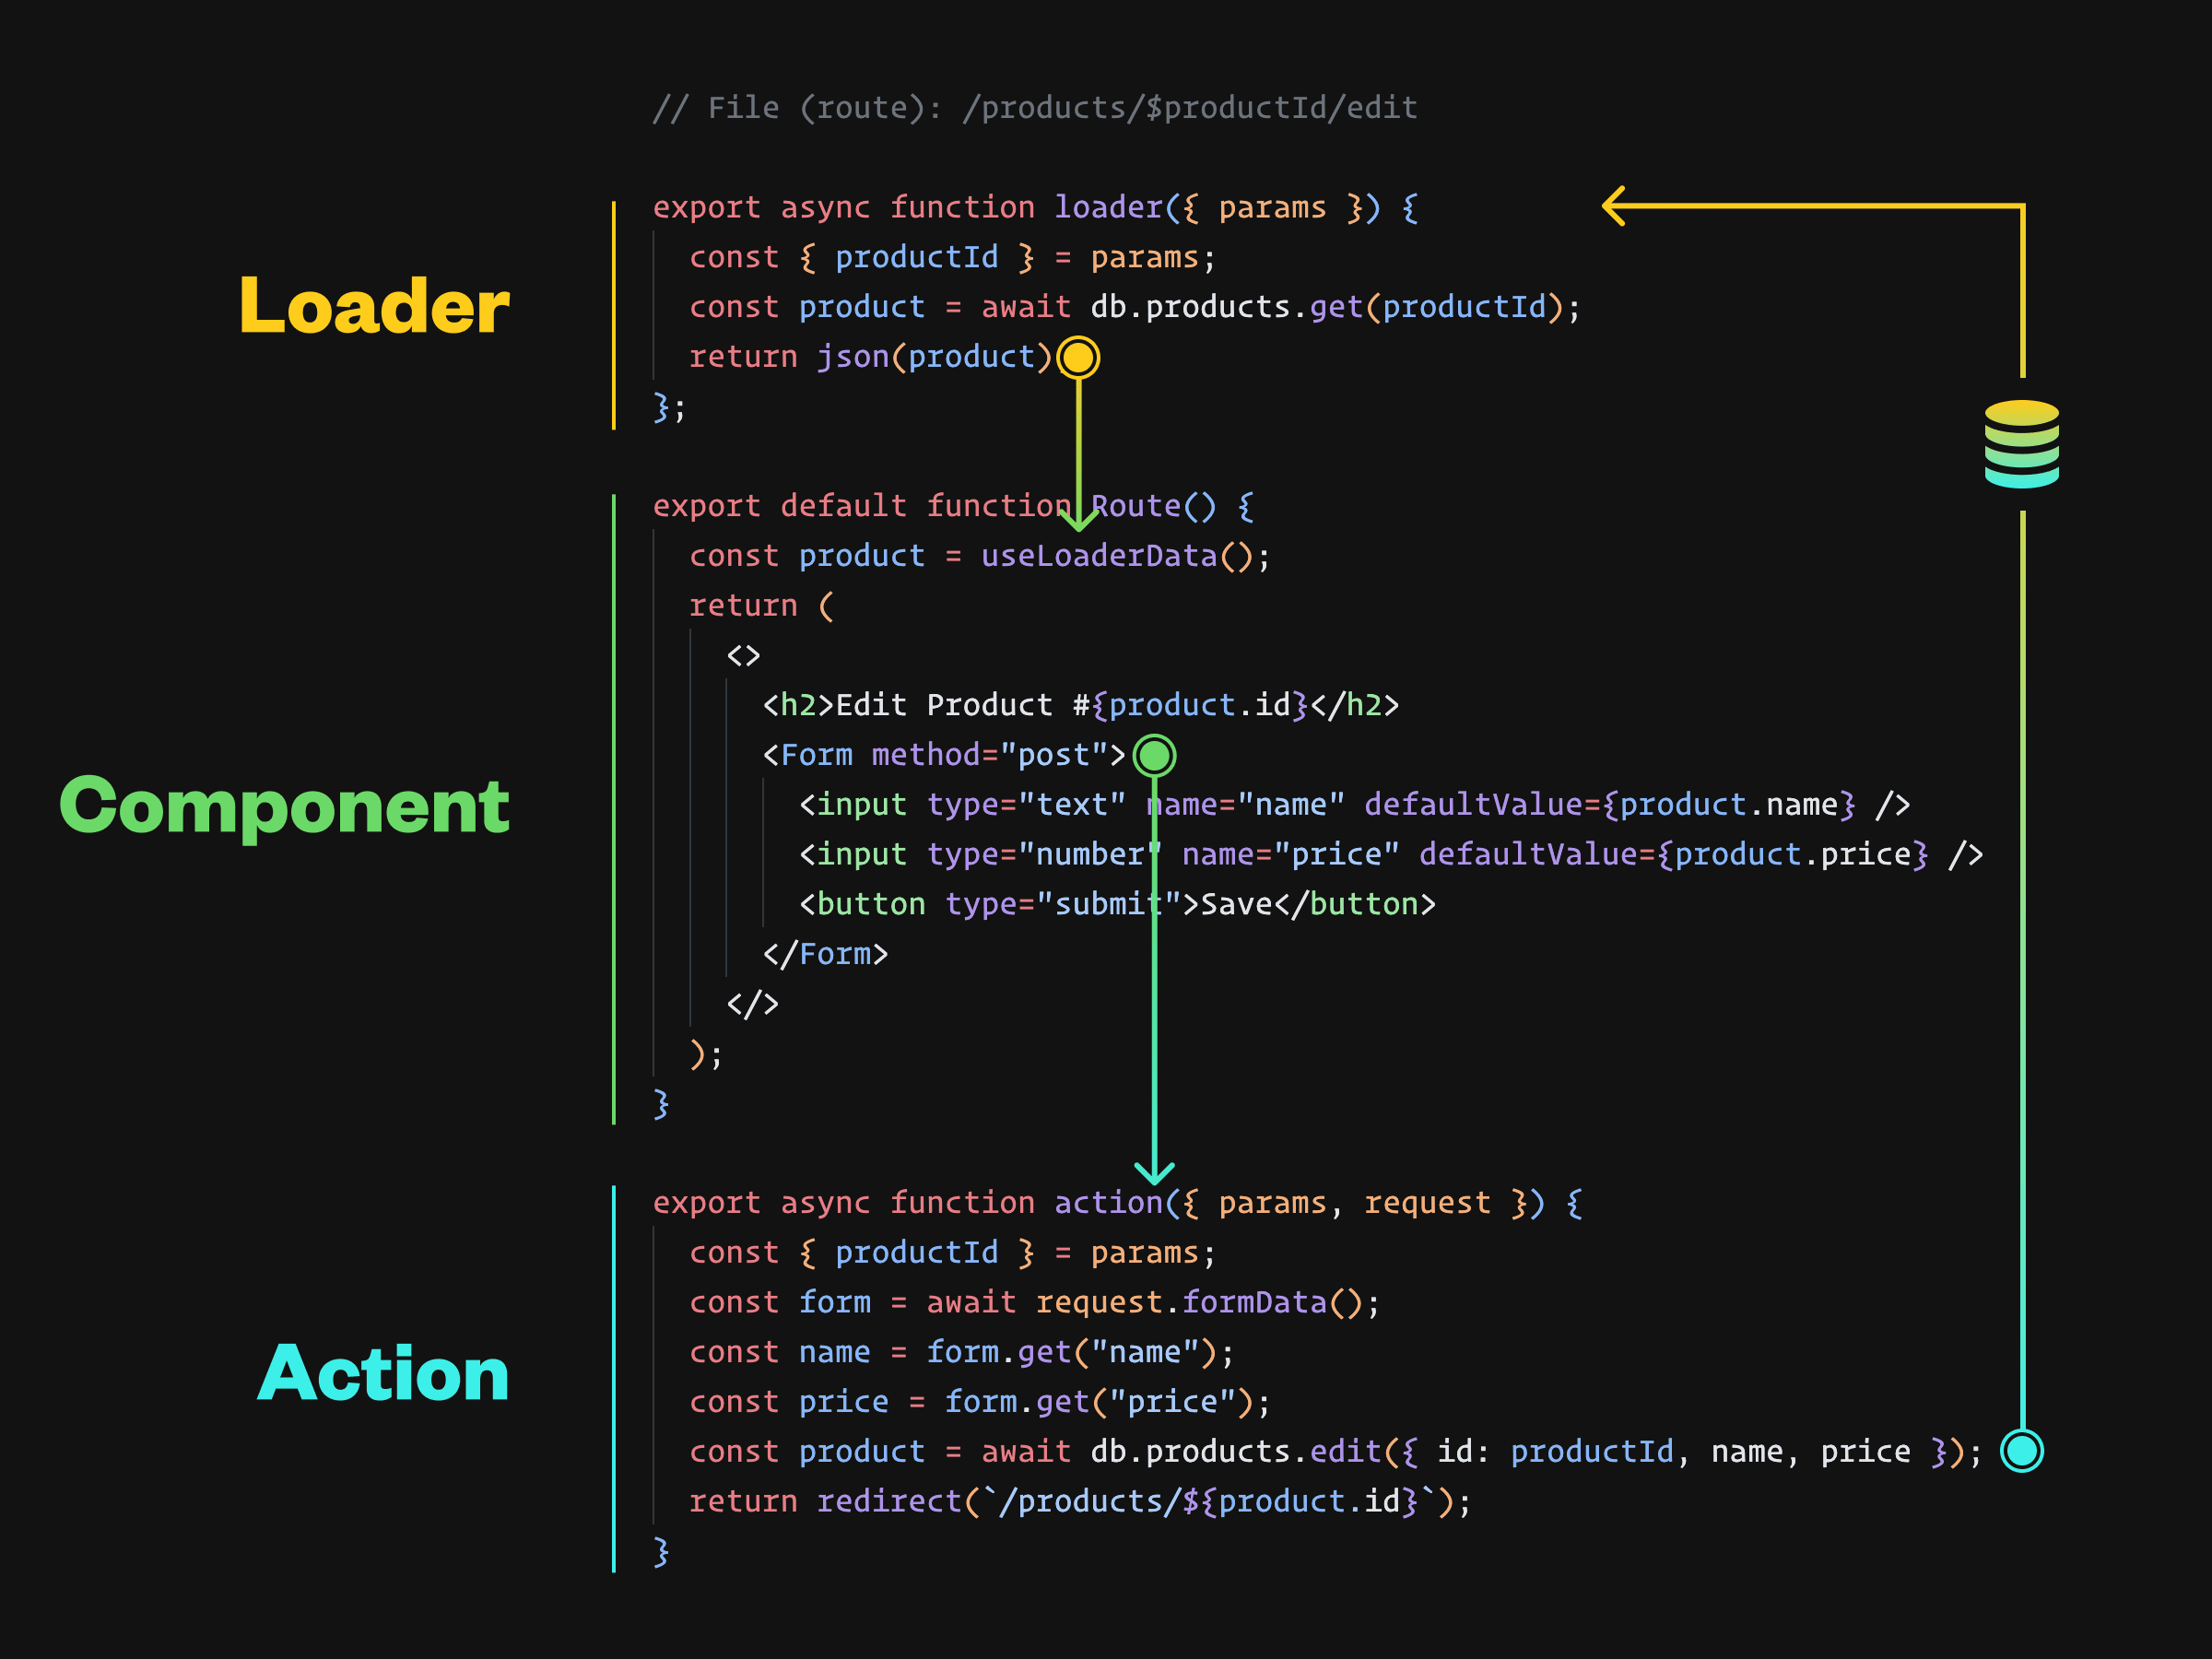 // File (route): /products/$productId/edit
Loader
export async function loader({ params }) {
  const { productId } = params;
  const product = await db.products.get(productId);
  return json(product)
};
Component
export default function Route() {
  const product = useLoaderData();
  return (
    <>
      <h2>Edit Product #{product.id}</h2>
      <Form method="post">
        <input type="text" name="name" defaultValue={product.name} />
        <input type="number" name="price" defaultValue={product.price} />
        <button type="submit">Save</button>
      </Form>
    </>
  );
}
Action
export async function action({ params, request }) {
  const { productId } = params;
  const form = await request.formData();
  const name = form.get("name");
  const price = form.get("price");
  const product = await db.products.edit({ id: productId, name, price });
  return redirect(`/products/${product.id}`);
}